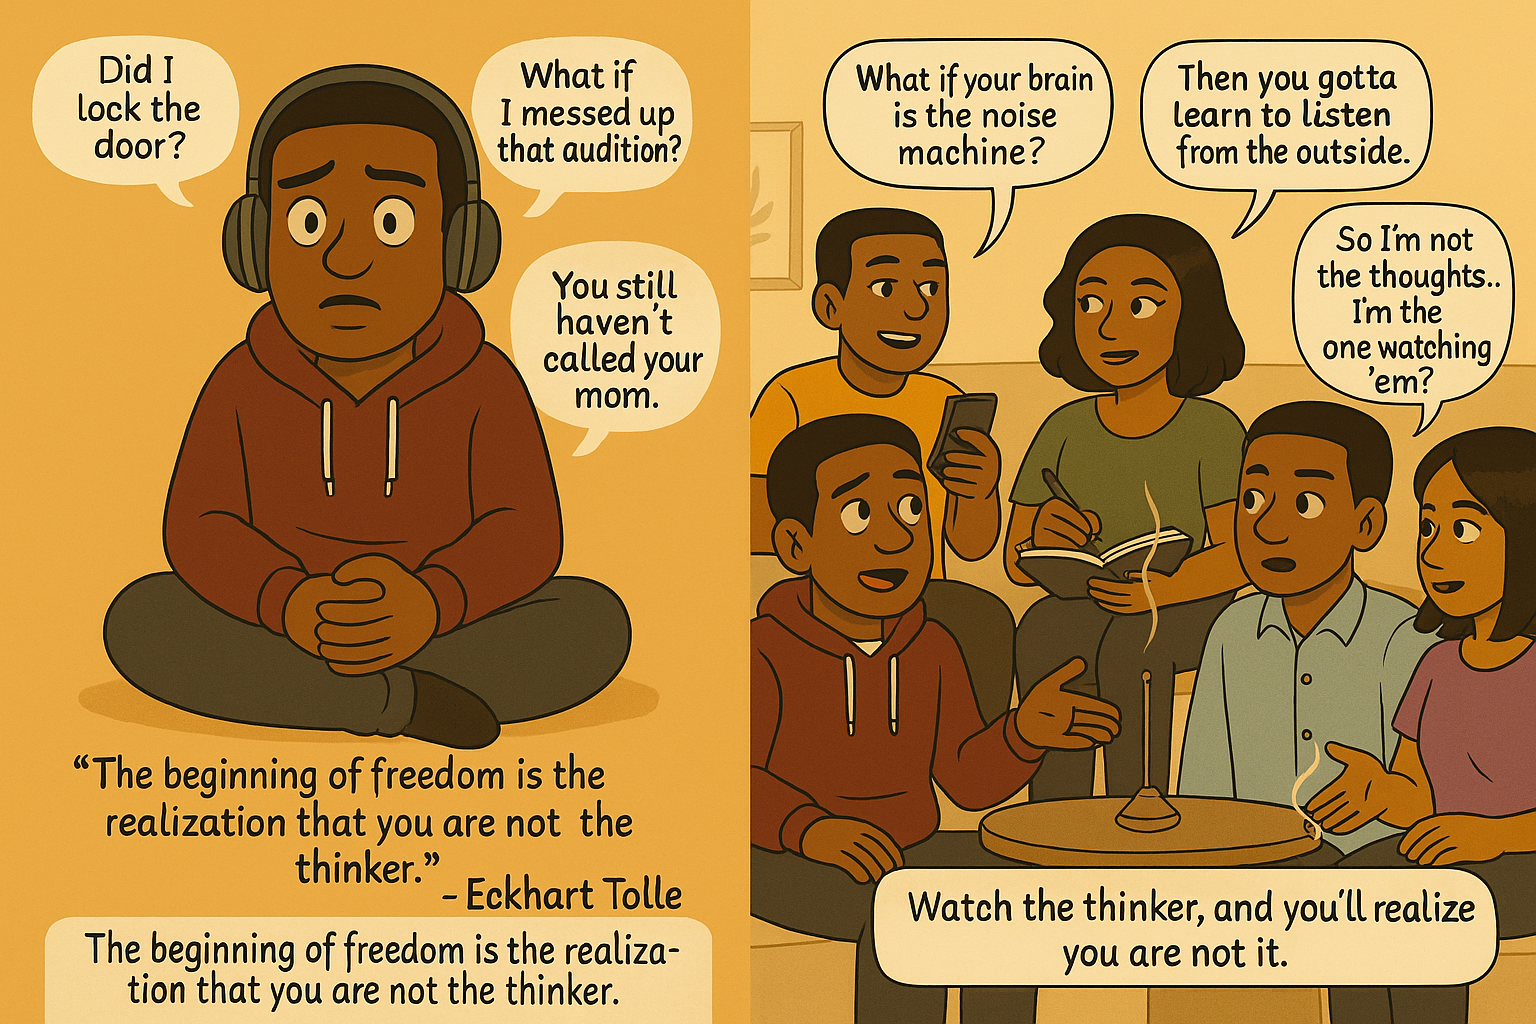 Did I
lock the
door?
What if
I messed up
that audition?
You still
haven't
called your
mom.
“The beginning of freedom is the
realization that you are not the
thinker.”
– Eckhart Tolle
The beginning of freedom is the realiza-
tion that you are not the thinker.
What if your brain
is the noise
machine?
Then you gotta
learn to listen
from the outside.
So I'm not
the thoughts..
I'm the
one watching
'em?
Watch the thinker, and you'll realize
you are not it.